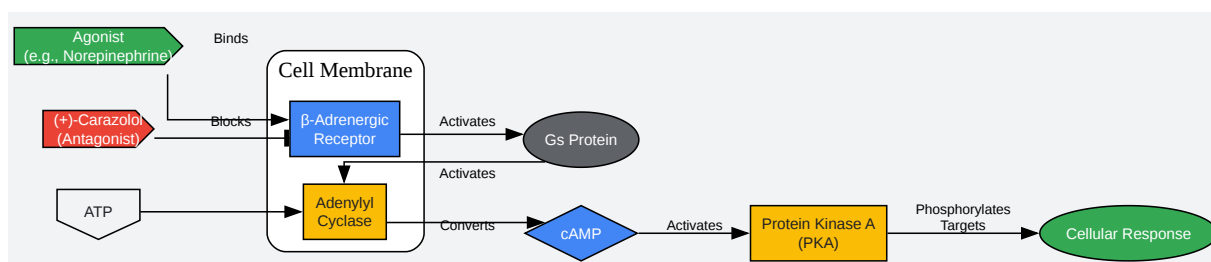 Agonist
(e.g., Norepinephrine)
Binds
Cell Membrane
(+)-Carazolol
(Antagonist)
Blocks
β-Adrenergic
Receptor
Activates
Gs Protein
Activates
ATP
Adenylyl
Cyclase
Converts
cAMP
Activates
Protein Kinase A
(PKA)
Phosphorylates
Targets
Cellular Response